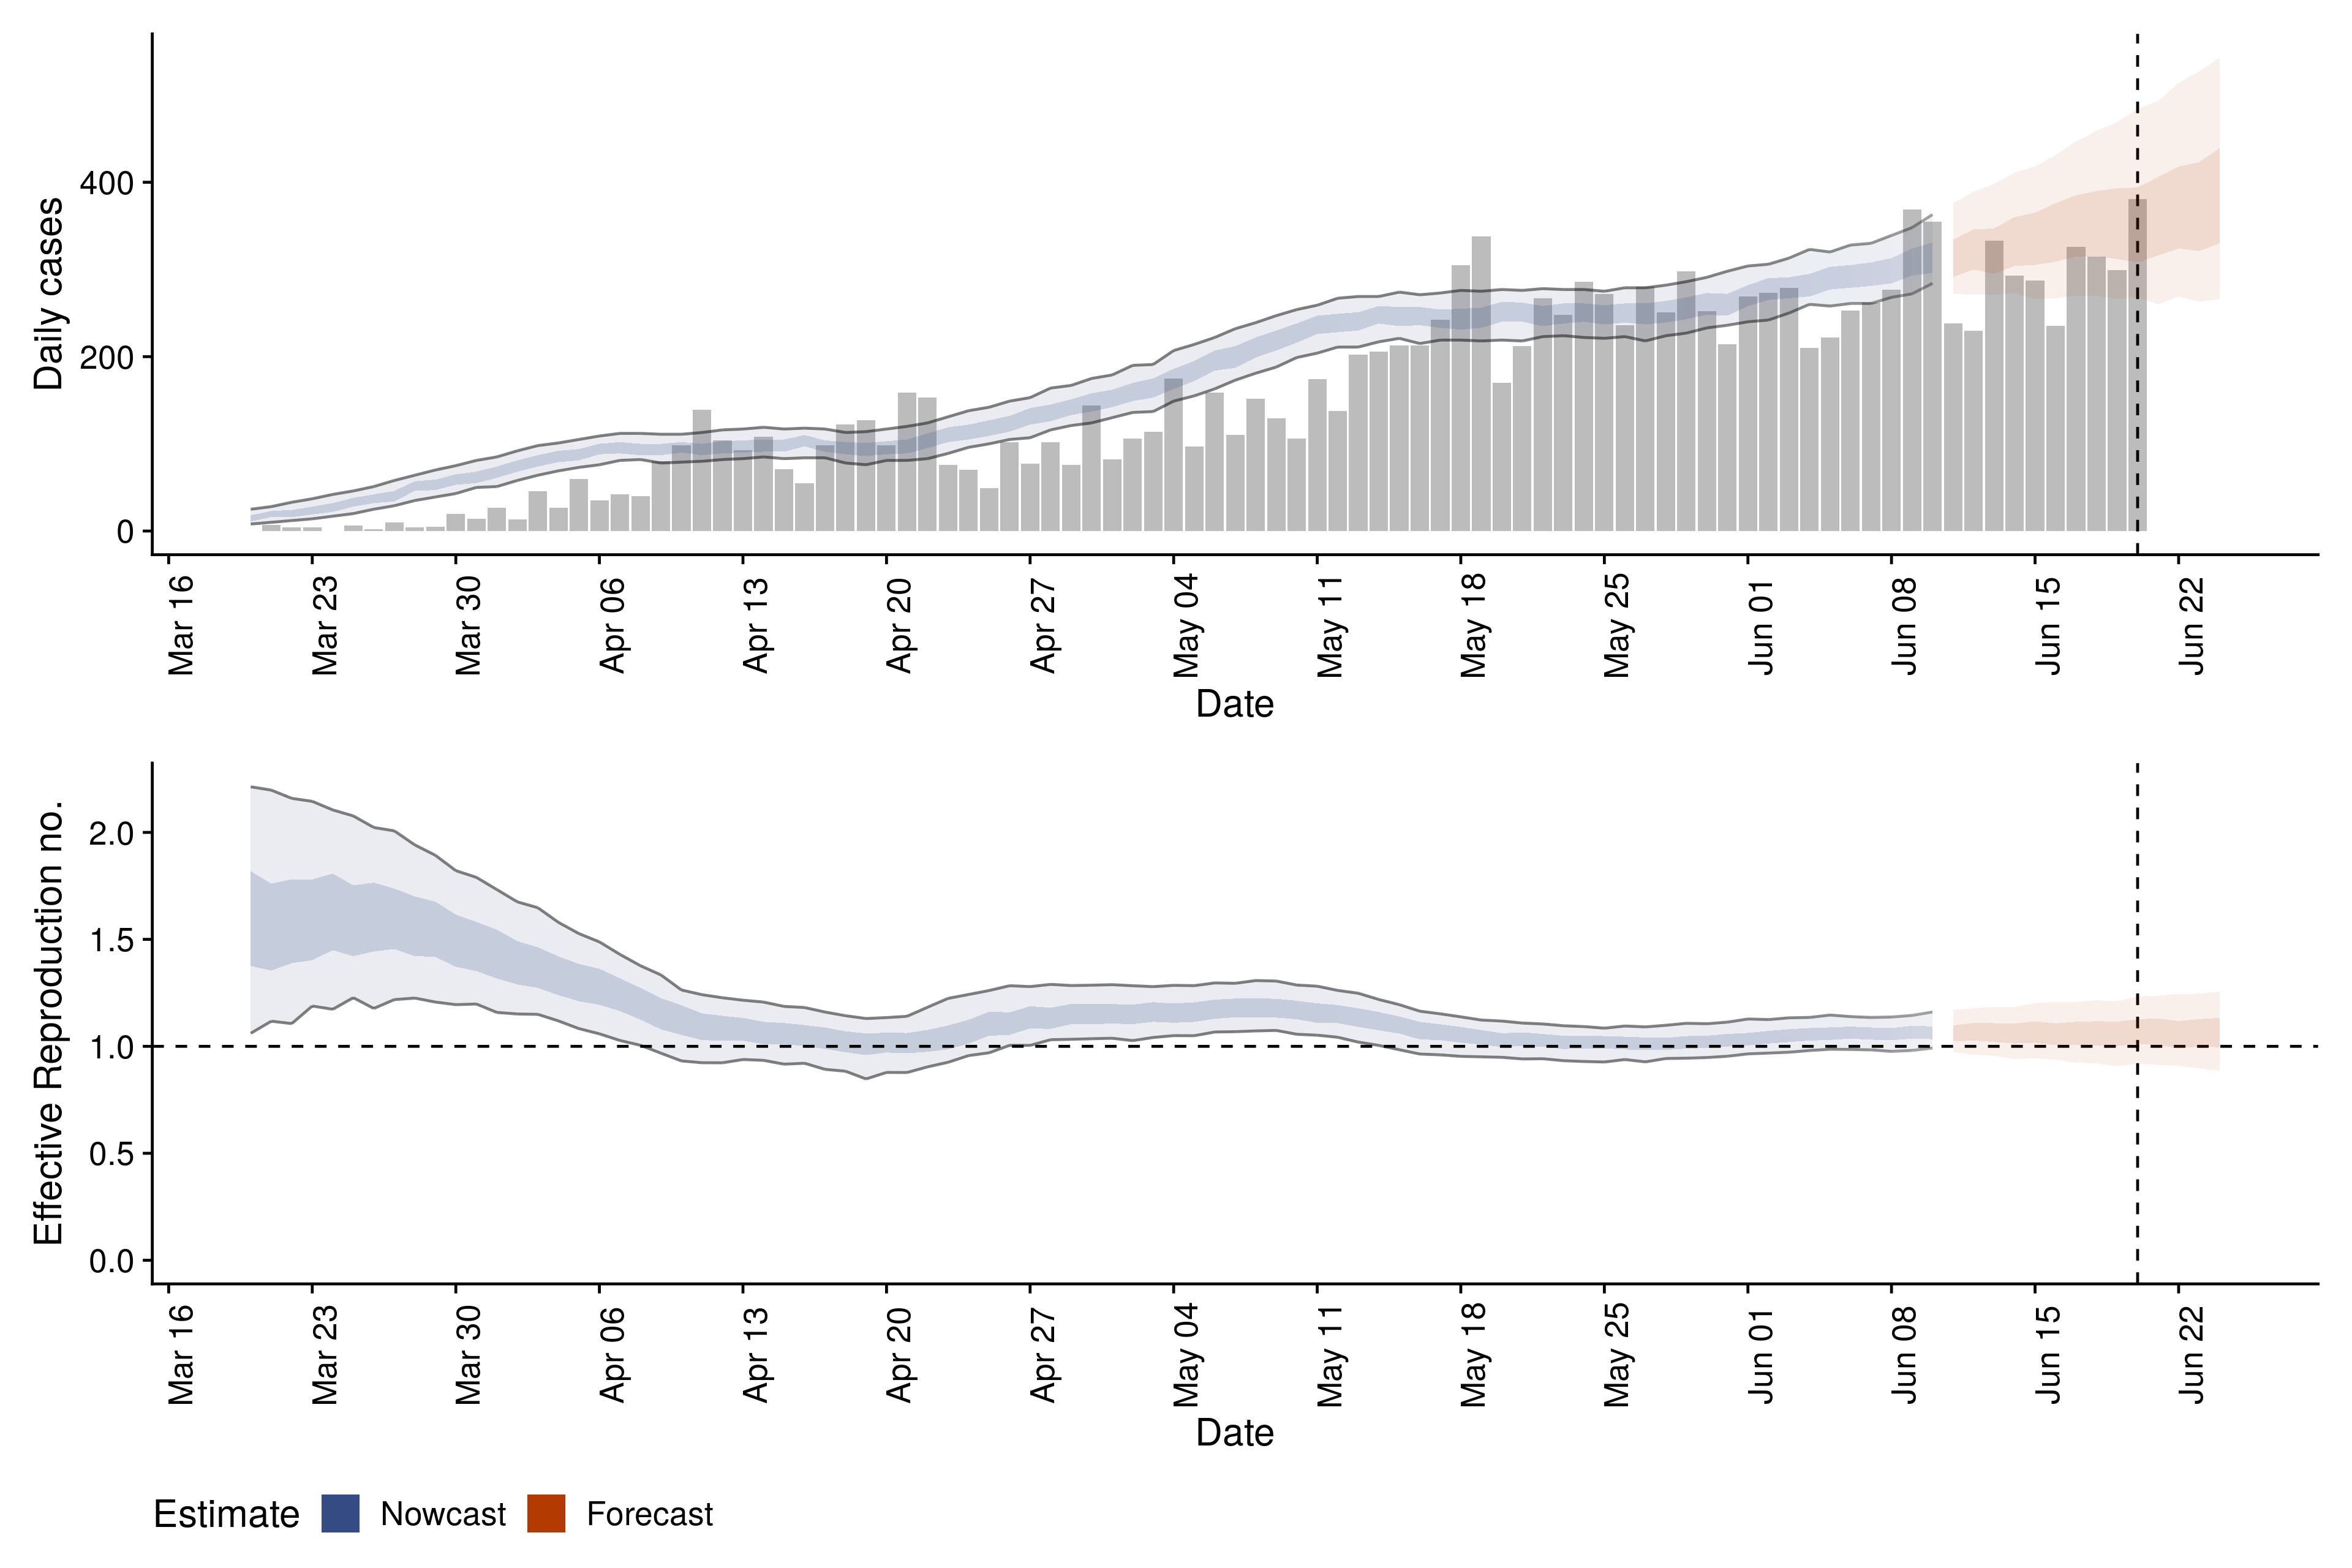 Daily cases
400
200
0
Mar 16 Mar 23 Mar 30 Apr 06 Apr 13 Apr 20 Apr 27 May 04 May 11 May 18 May 25 Jun 01 Jun 08 Jun 15 Jun 22
Date
Effective Reproduction no.
2.0
1.5
1.0
0.5
0.0
Mar 16 Mar 23 Mar 30 Apr 06 Apr 13 Apr 20 Apr 27 May 04 May 11 May 18 May 25 Jun 01 Jun 08 Jun 15 Jun 22
Date
Estimate Nowcast Forecast